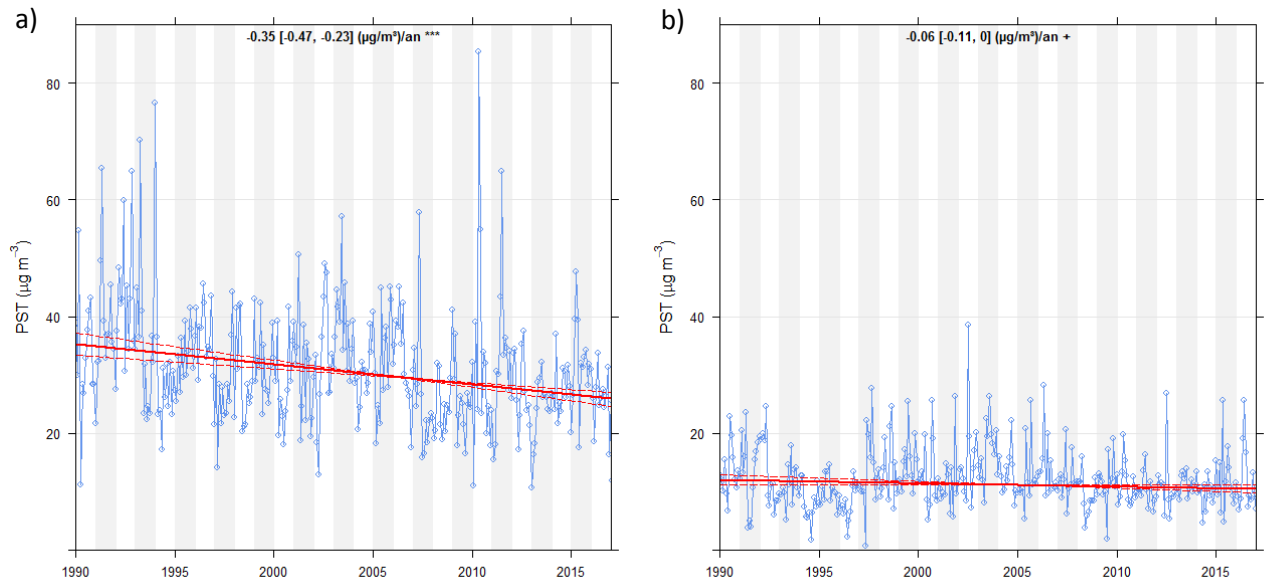 a)
-0.35 [-0.47, -0.23] (µg/m³)/an ***
PST (µg m⁻³)
80
60
40
20
1990 1995 2000 2005 2010 2015
b)
-0.06 [-0.11, 0] (µg/m³)/an +
PST (µg m⁻³)
80
60
40
20
1990 1995 2000 2005 2010 2015